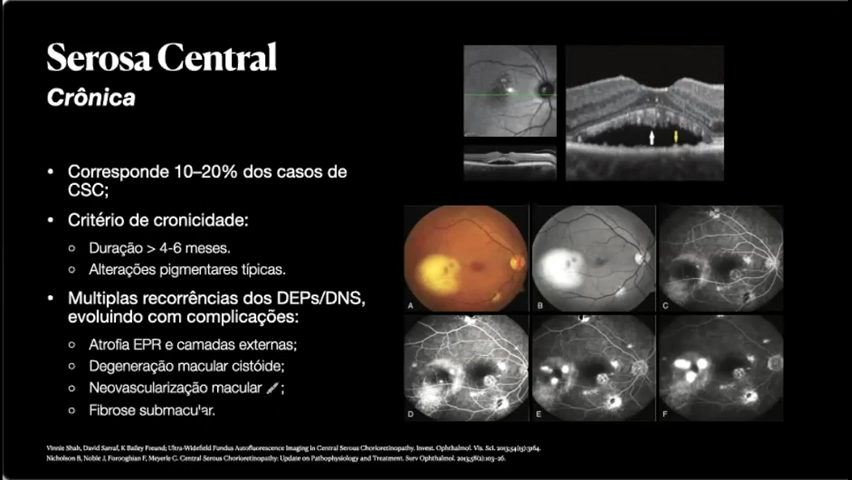 Serosa Central
Crônica
• Corresponde 10–20% dos casos de
CSC;
• Critério de cronicidade:
○ Duração > 4-6 meses.
○ Alterações pigmentares típicas.
• Multiplas recorrências dos DEPs/DNS,
evoluindo com complicações:
○ Atrofia EPR e camadas externas;
○ Degeneração macular cistóide;
○ Neovascularização macular 💉;
○ Fibrose submacular.
A
B
C
D
E
F
Vinnie Shah, David Sarraf, K Bailey Freund; Ultra-Widefield Fundus Autofluorescence Imaging in Central Serous Chorioretinopathy. Invest. Ophthalmol. Vis. Sci. 2013;54(15):3164.
Nicholson B, Noble J, Forooghian F, Meyerle C. Central Serous Chorioretinopathy: Update on Pathophysiology and Treatment. Surv Ophthalmol. 2013;58(2):103-26.